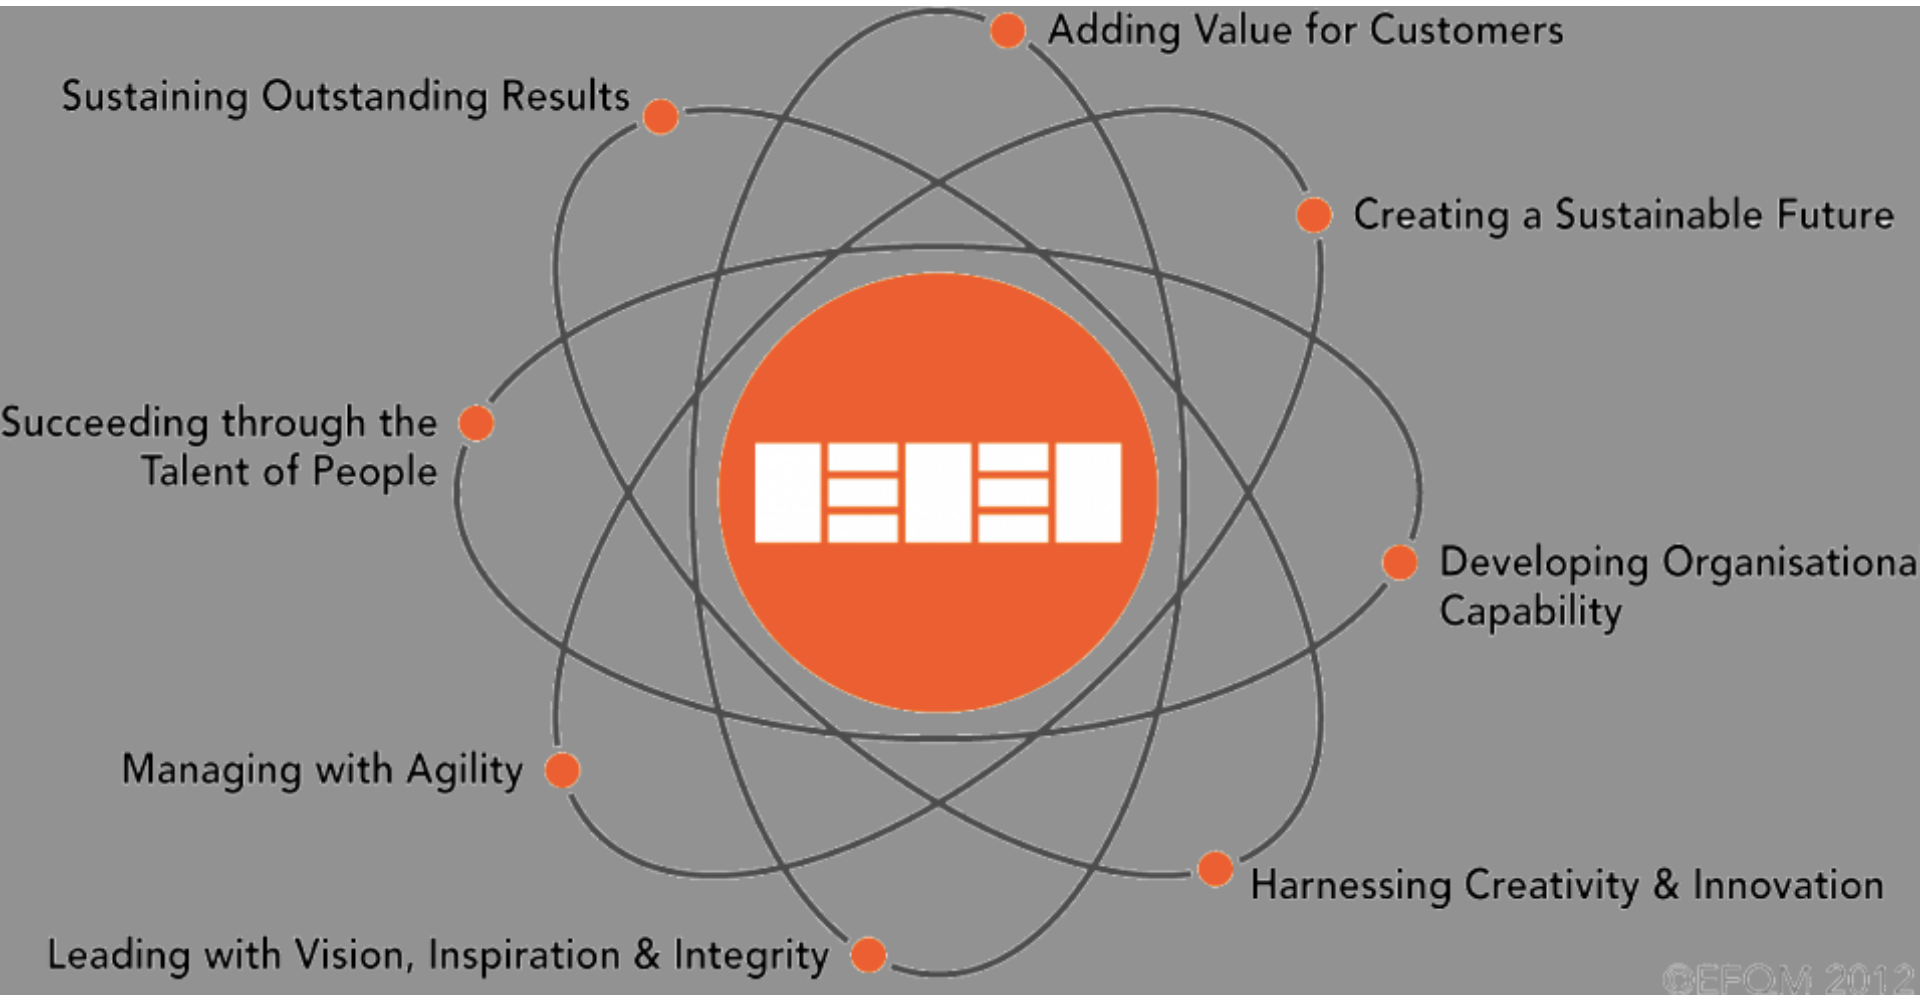 Adding Value for Customers
Sustaining Outstanding Results
Creating a Sustainable Future
Succeeding through the
Talent of People
Developing Organisationa
Capability
Managing with Agility
Harnessing Creativity & Innovation
Leading with Vision, Inspiration & Integrity
©EFQM 2012